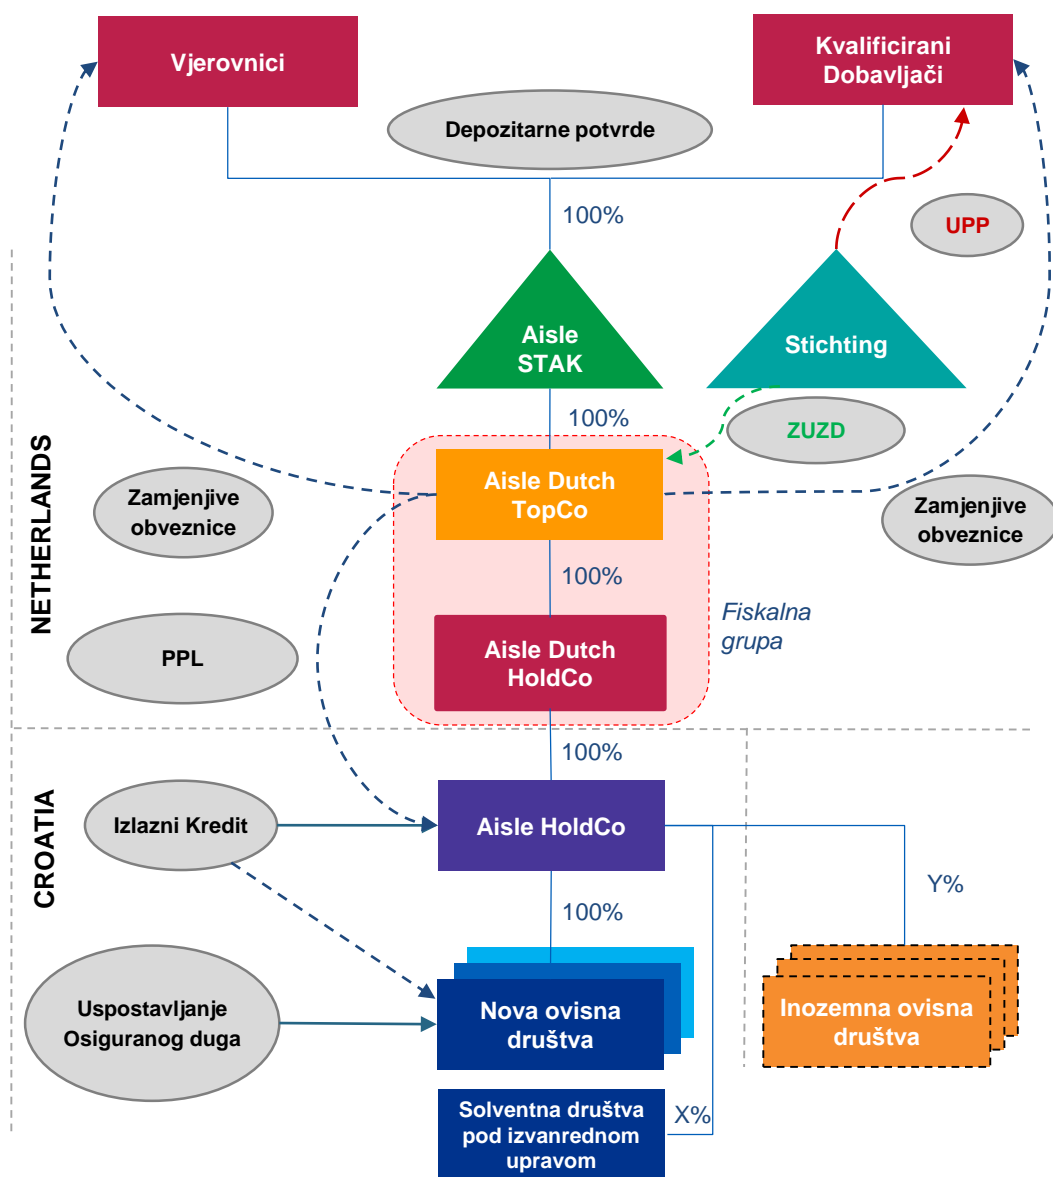 Vjerovnici
Kvalificirani
Dobavljači
Depozitarne potvrde
100%
UPP
Aisle
STAK
Stichting
100%
ZUZD
NETHERLANDS
Zamjenjive
obveznice
Aisle Dutch
TopCo
Zamjenjive
obveznice
100%
Fiskalna
grupa
PPL
Aisle Dutch
HoldCo
100%
CROATIA
Izlazni Kredit
Aisle HoldCo
Y%
100%
Uspostavljanje
Osiguranog duga
Nova ovisna
društva
Inozemna ovisna
društva
Solventna društva
pod izvanrednom
upravom
X%